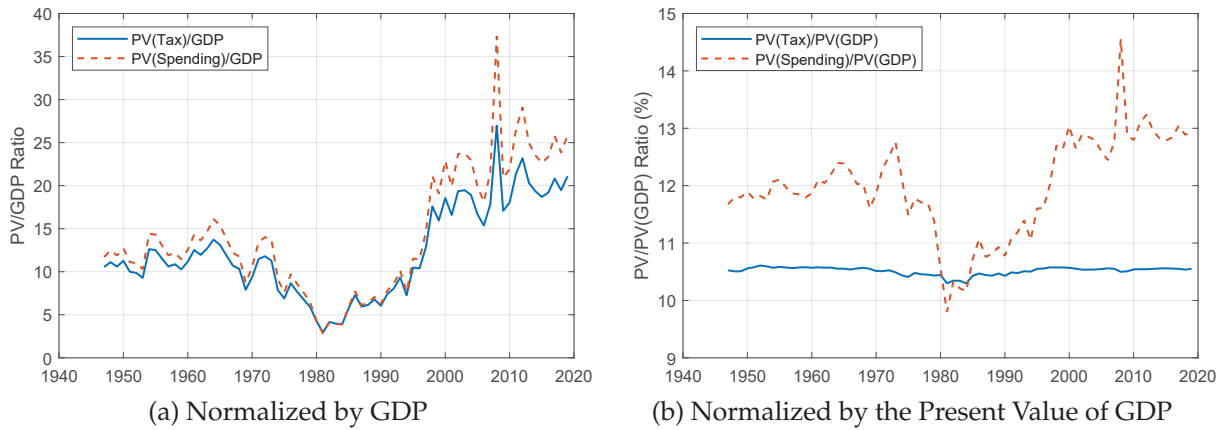 PV/GDP Ratio
40
35
30
25
20
15
10
5
0
PV(Tax)/GDP
PV(Spending)/GDP
1940 1950 1960 1970 1980 1990 2000 2010 2020
(a) Normalized by GDP
PV/PV(GDP) Ratio (%)
15
14
13
12
11
10
9
PV(Tax)/PV(GDP)
PV(Spending)/PV(GDP)
1940 1950 1960 1970 1980 1990 2000 2010 2020
(b) Normalized by the Present Value of GDP